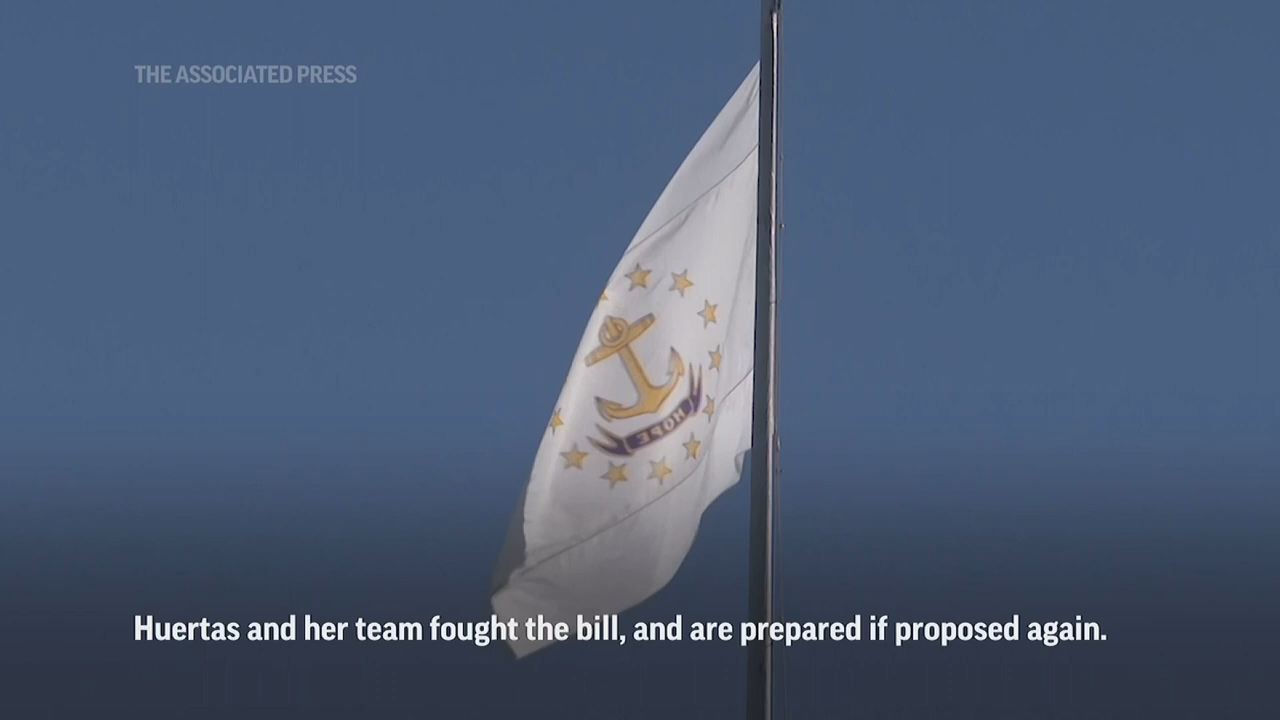 THE ASSOCIATED PRESS
HOPE
Huertas and her team fought the bill, and are prepared if proposed again.